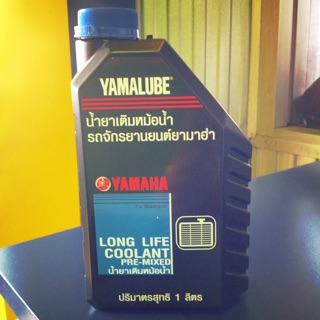 YAMALUBE®
น้ำยาเติมหม้อน้ำ
รถจักรยานยนต์ยามาฮ่า
YAMAHA
For Motorcycle
LONG LIFE
COOLANT
PRE-MIXED
น้ำยาเติมหม้อน้ำ
ปริมาตรสุทธิ 1 ลิตร